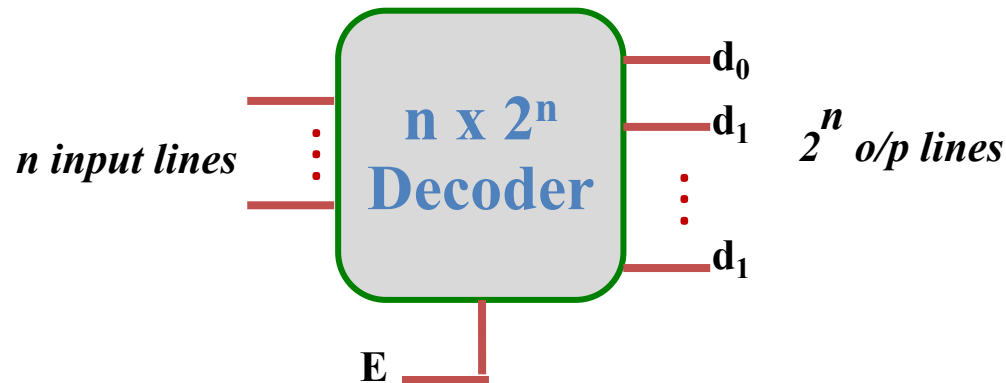 n input lines
n x 2ⁿ
Decoder
d₀
d₁
d₁
2ⁿ o/p lines
E